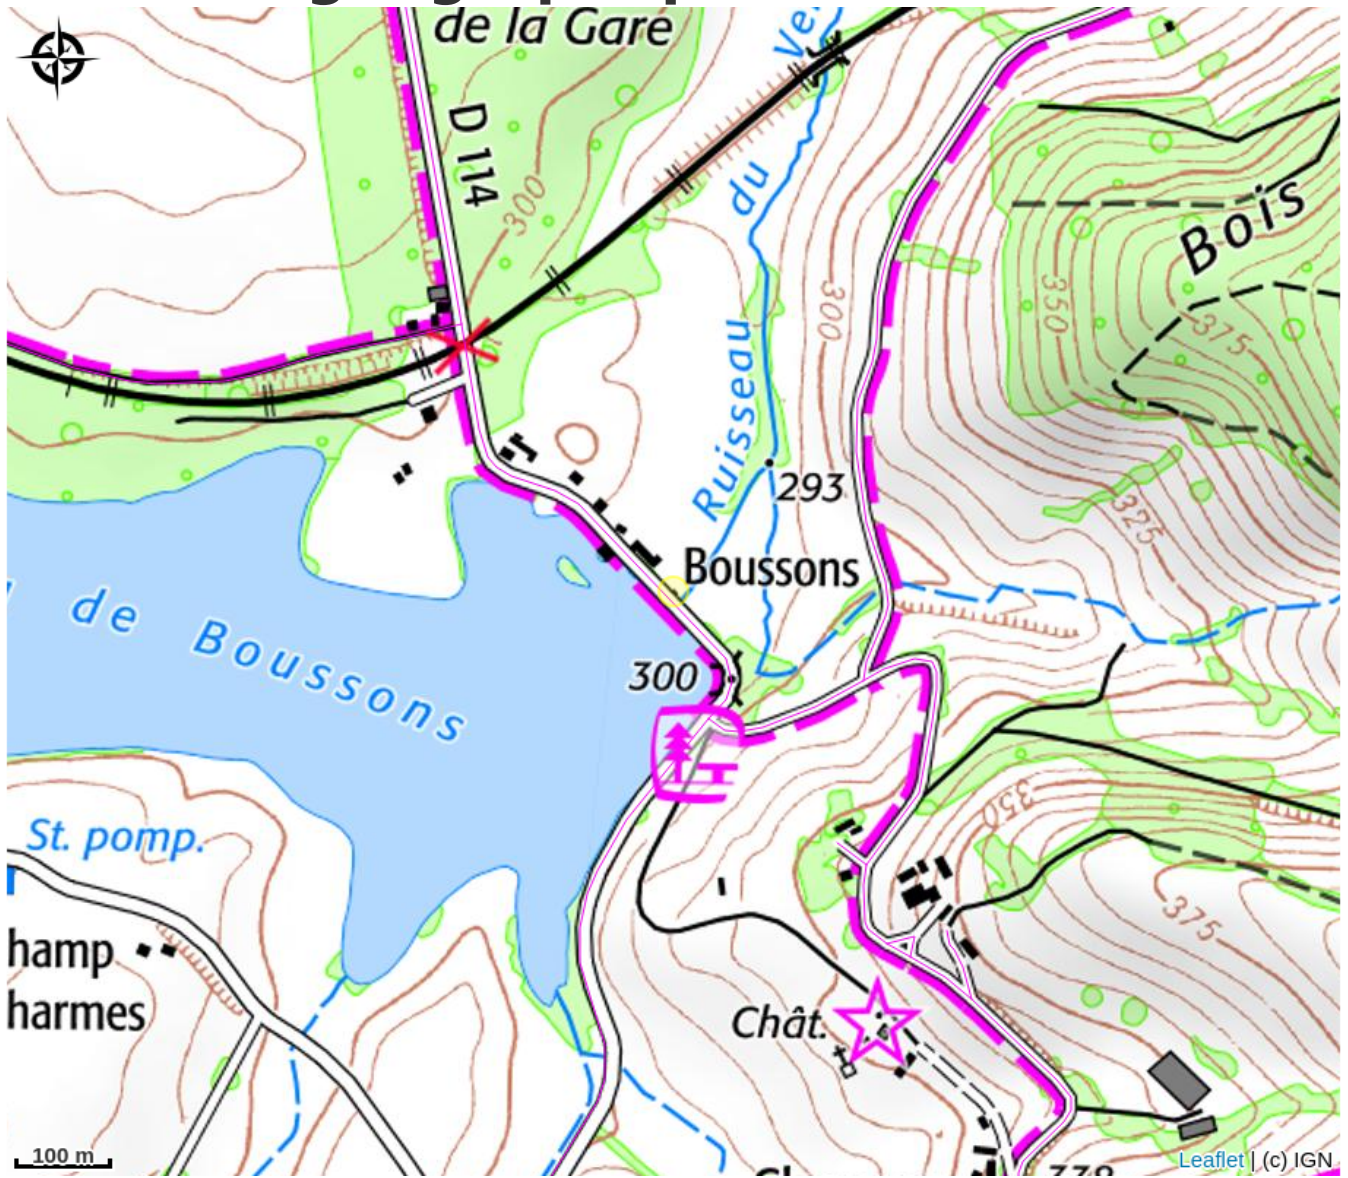 de la Gare
Ve
D 114
300
du
Bois
350
300
375
Ruisseau
293
325
Boussons
de Boussons
300
St. pomp.
350
375
hamp
harmes
Chât.
100 m
Leaflet | (c) IGN